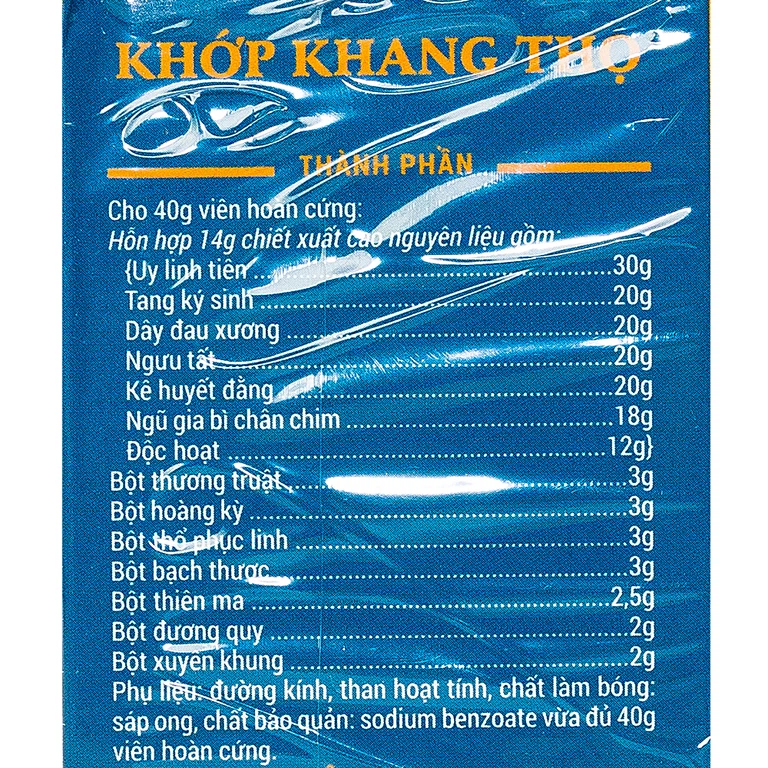 KHỚP KHANG THỌ
THÀNH PHẦN
Cho 40g viên hoàn cứng:
Hỗn hợp 14g chiết xuất cao nguyên liệu gồm:
{Uy linh tiên ... 30g
Tang ký sinh ... 20g
Dây đau xương ... 20g
Ngưu tất ... 20g
Kê huyết đằng ... 20g
Ngũ gia bì chân chim ... 18g
Độc hoạt ... 12g}
Bột thương truật ... 3g
Bột hoàng kỳ ... 3g
Bột thổ phục linh ... 3g
Bột bạch thược ... 3g
Bột thiên ma ... 2,5g
Bột đương quy ... 2g
Bột xuyên khung ... 2g
Phụ liệu: đường kính, than hoạt tính, chất làm bóng:
sáp ong, chất bảo quản: sodium benzoate vừa đủ 40g
viên hoàn cứng.